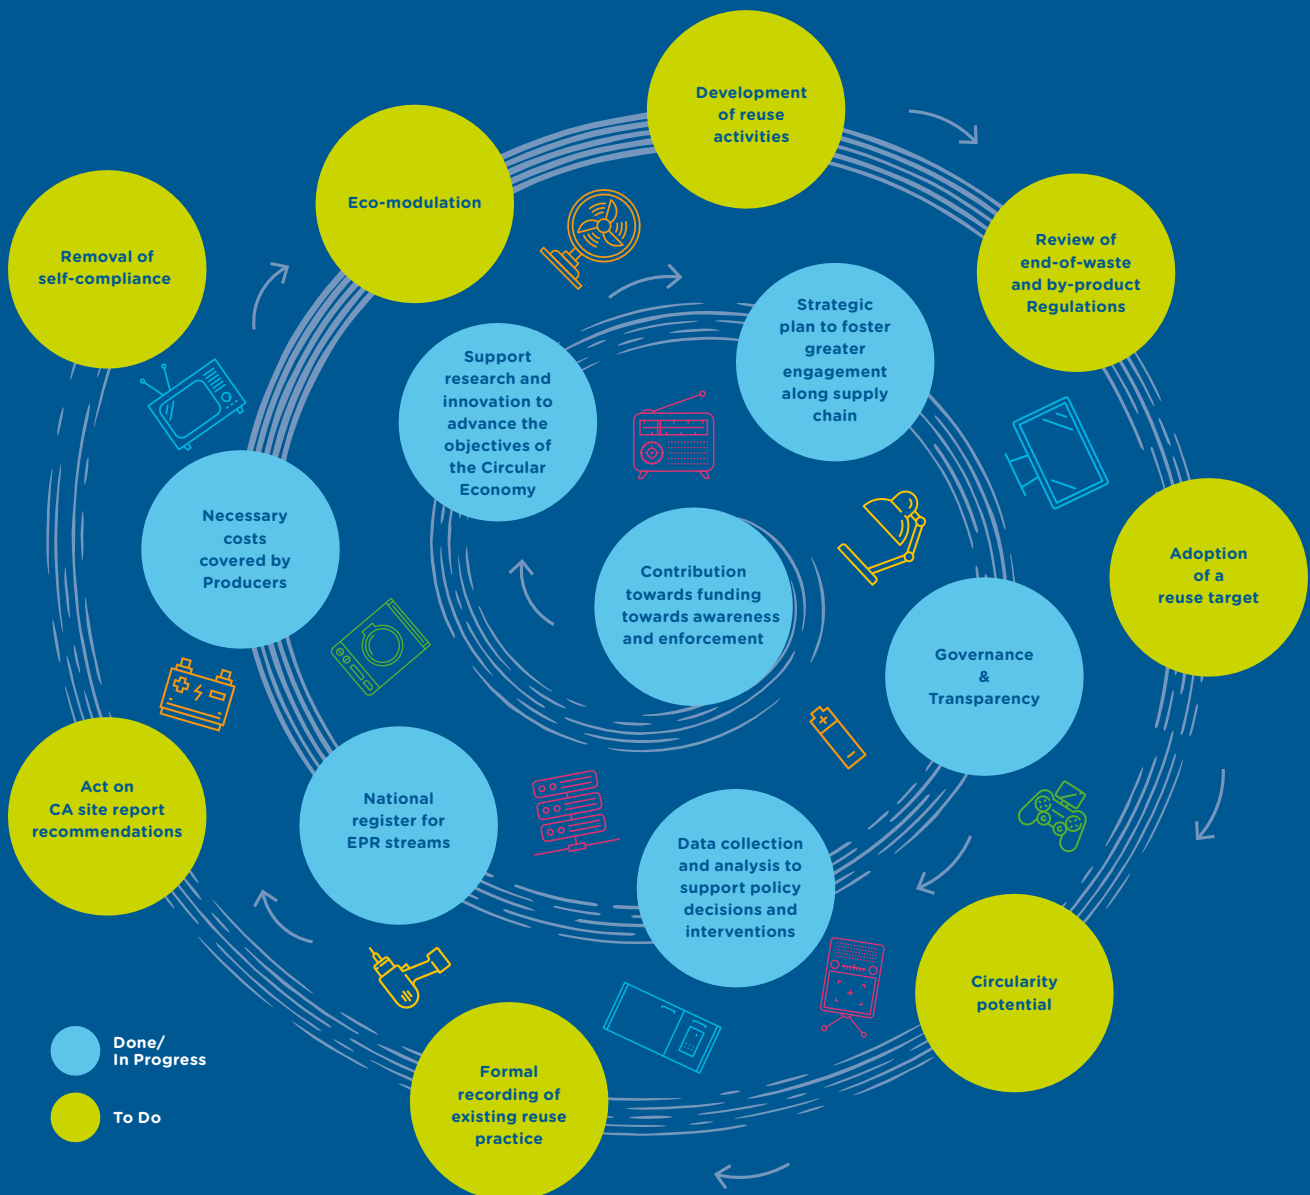 Development
of reuse
activities
Eco-modulation
Removal of
self-compliance
Review of
end-of-waste
and by-product
Regulations
Strategic
plan to foster
greater
engagement
along supply
chain
Support
research and
innovation to
advance the
objectives of
the Circular
Economy
Necessary
costs
covered by
Producers
Contribution
towards funding
towards awareness
and enforcement
Adoption
of a
reuse target
Governance
&
Transparency
Act on
CA site report
recommendations
National
register for
EPR streams
Data collection
and analysis to
support policy
decisions and
interventions
Circularity
potential
Formal
recording of
existing reuse
practice
Done/
In Progress
To Do